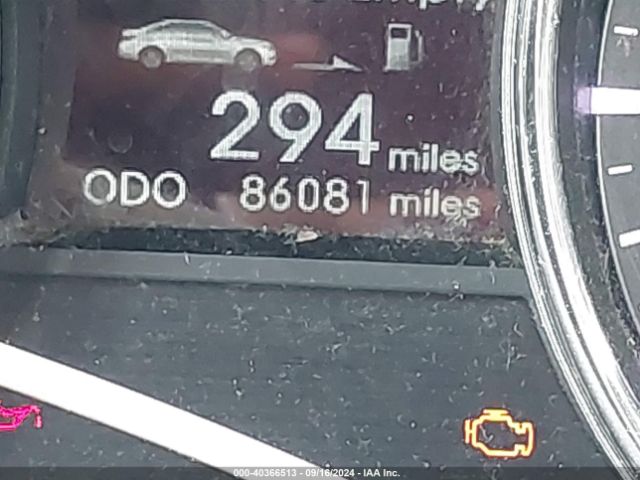 294 miles
ODO 86081 miles
000-40366513 - 09/16/2024 - IAA Inc.